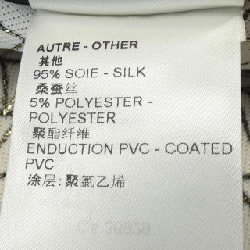 AUTRE - OTHER
其他
95% SOIE - SILK
桑蚕丝
5% POLYESTER -
POLYESTER
聚酯纤维
ENDUCTION PVC - COATED
PVC
涂层: 聚氯乙烯